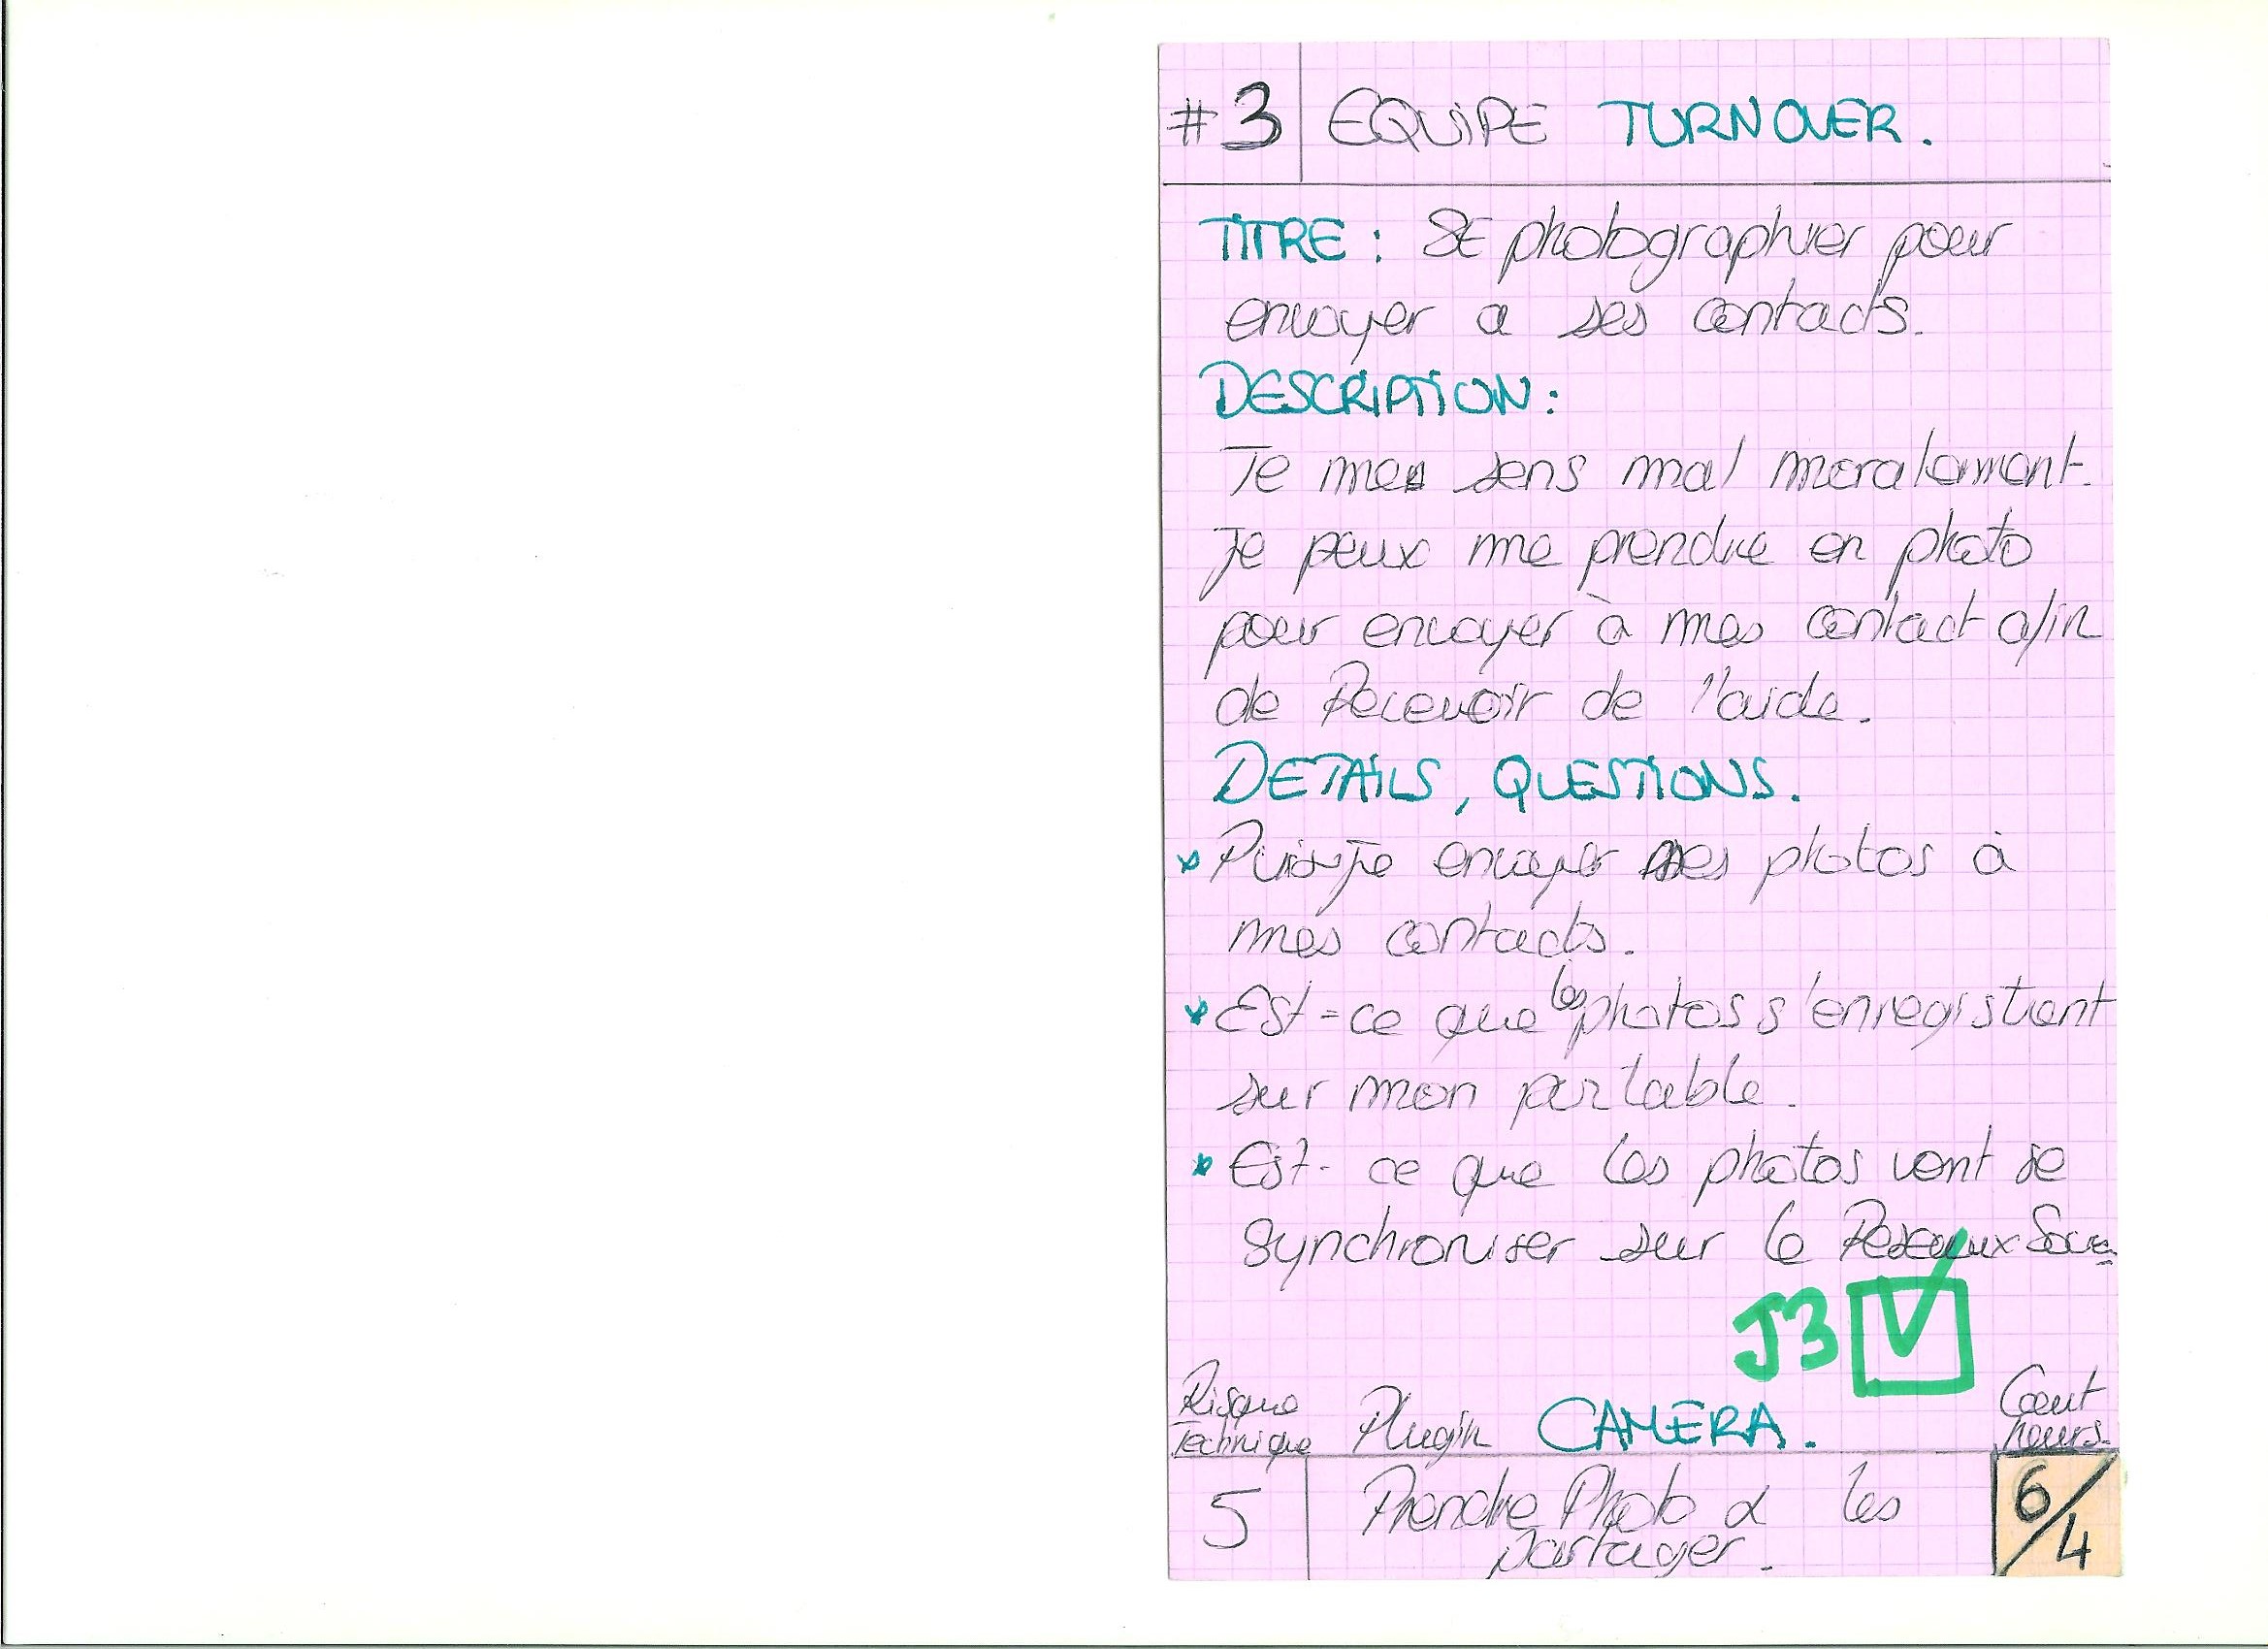 #3 EQUIPE TURNOVER.
TITRE : SE photographier pour
envoyer a ses contacts.
DESCRIPTION :
Je me sens mal moralement.
Je peux me prendre en photo
pour envoyer à mes contact afin
de Recevoir de l'aide.
DETAILS, QUESTIONS.
* Puis-je envoyer mes photos à
mes contacts.
* Est-ce que les photos s'enregistrent
sur mon portable.
* Est-ce que les photos vont se
Synchroniser sur le Reseaux
J3
Risque Technique
Plugin CAMERA.
Cout heurs.
5
Prendre Photo & les
partager.
6/4